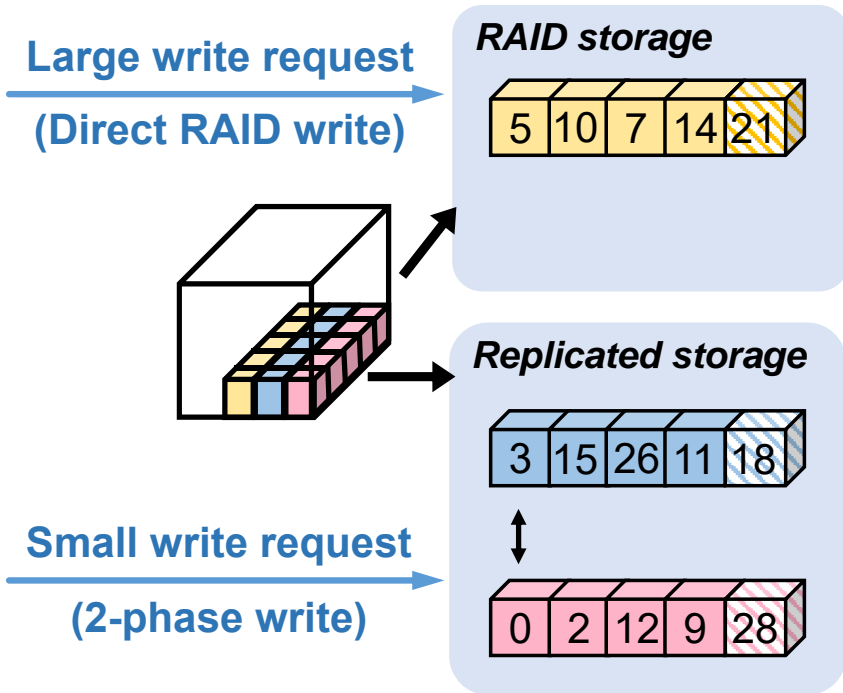 Large write request
(Direct RAID write)
RAID storage
5 10 7 14 21
Replicated storage
3 15 26 11 18
Small write request
(2-phase write)
0 2 12 9 28